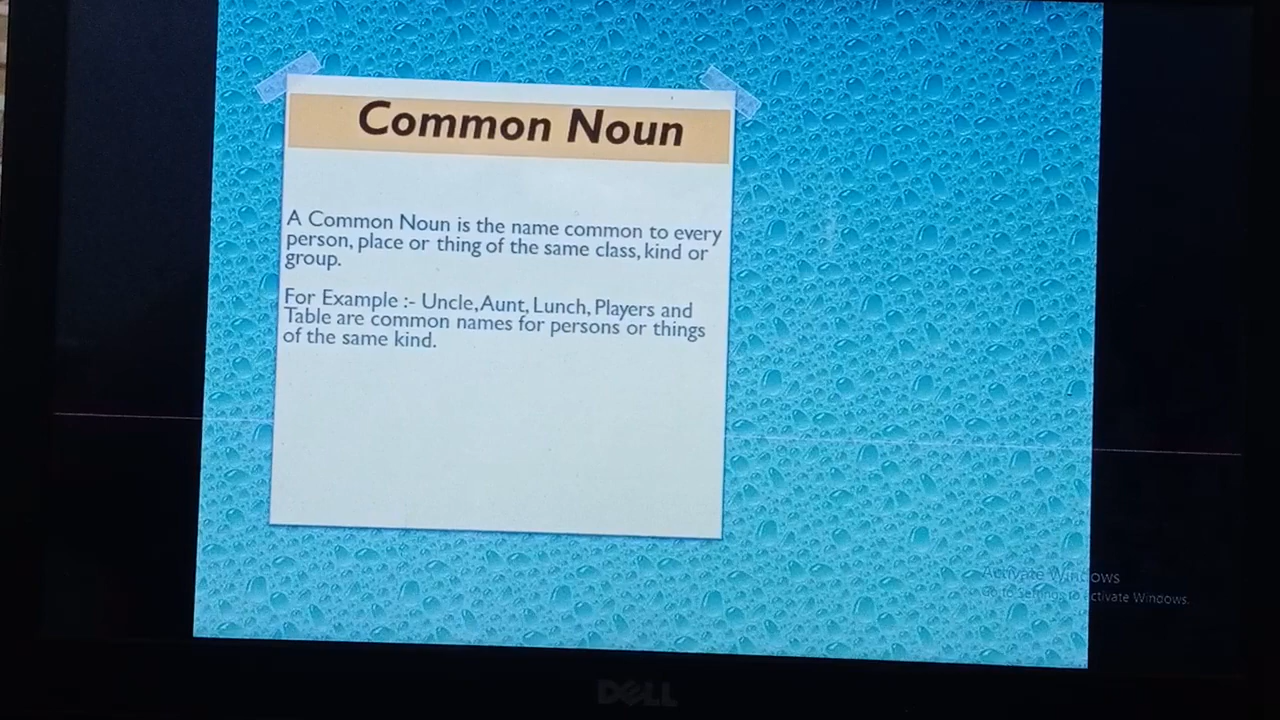 Common Noun
A Common Noun is the name common to every
person, place or thing of the same class, kind or
group.
For Example :- Uncle, Aunt, Lunch, Players and
Table are common names for persons or things
of the same kind.
Activate Windows
Go to Settings to activate Windows.
DELL